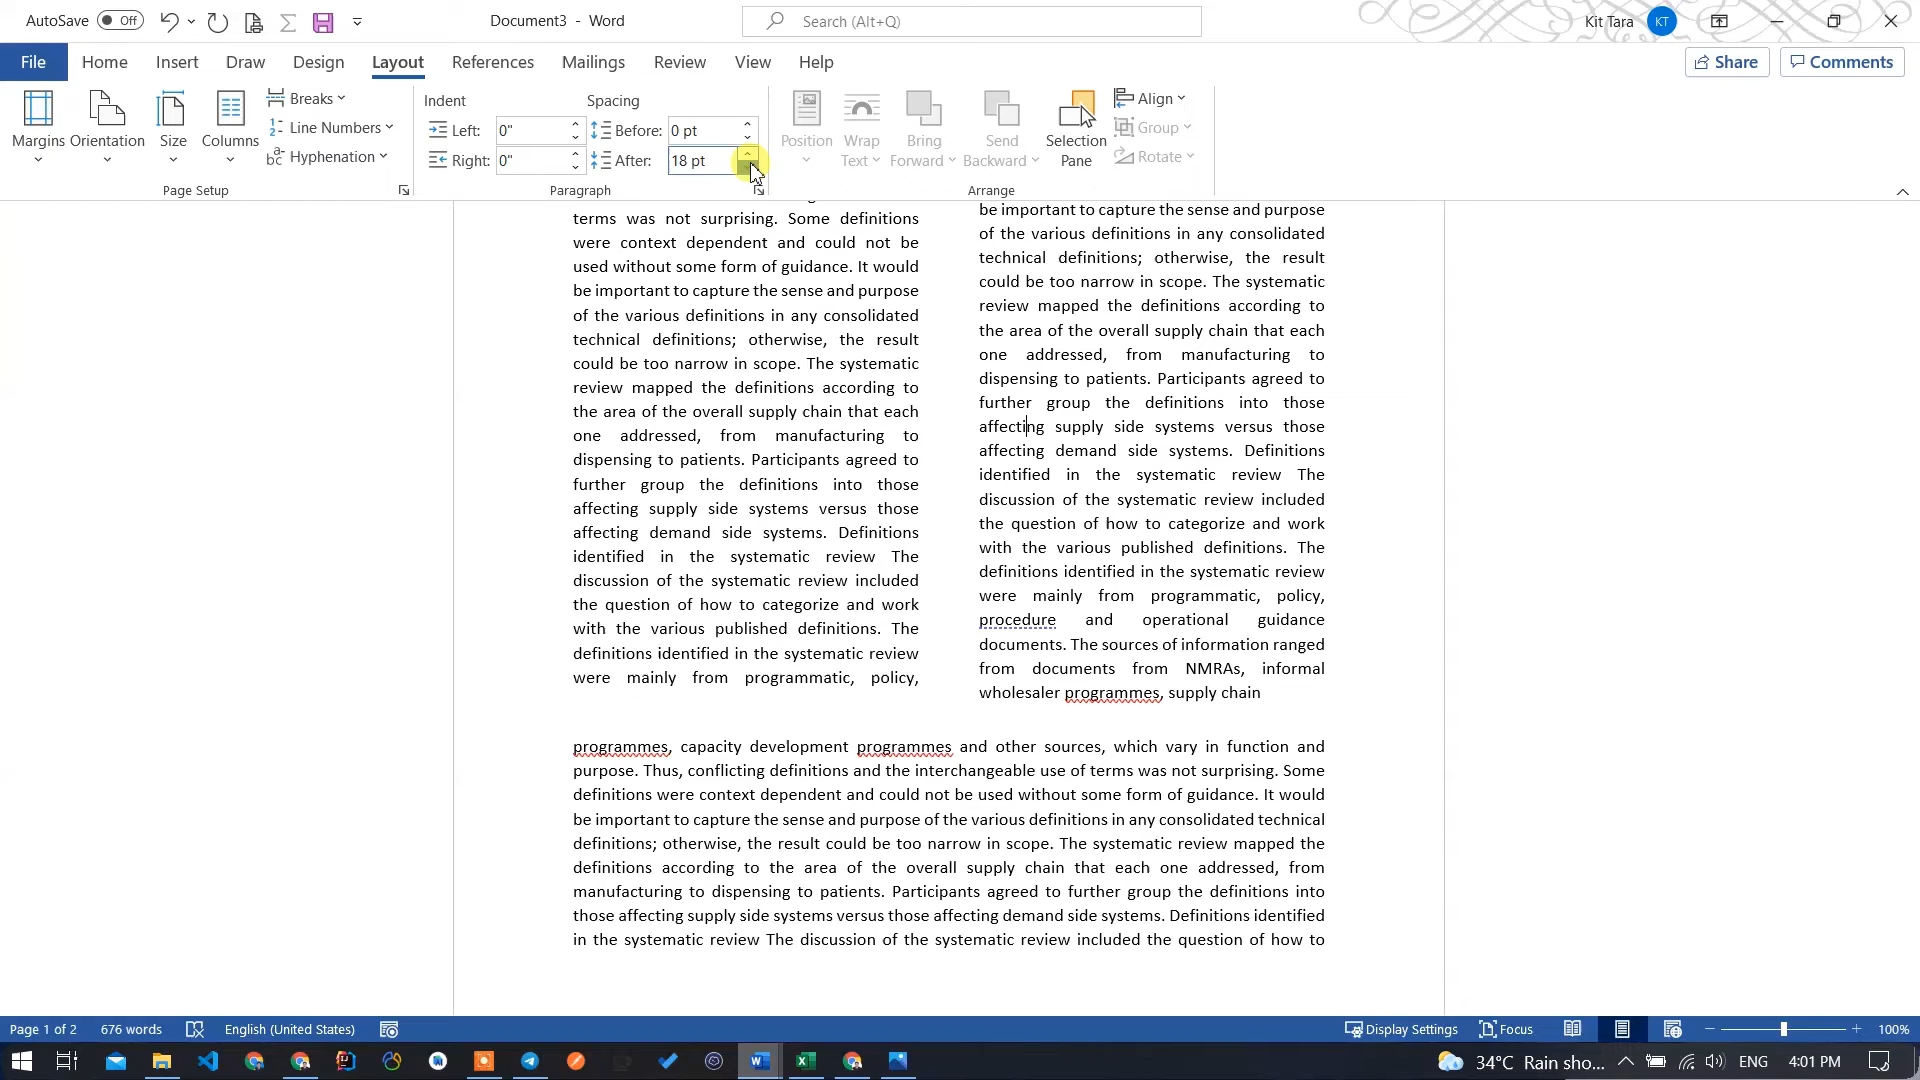 AutoSave Off Document3 - Word Search (Alt+Q) Kit Tara KT
File Home Insert Draw Design Layout References Mailings Review View Help Share Comments
Margins Orientation Size Columns
Breaks
Line Numbers
Hyphenation
Page Setup
Indent Spacing
Left: 0" Before: 0 pt
Right: 0" After: 18 pt
Paragraph
Position Wrap Text Bring Forward Send Backward Selection Pane
Align
Group
Rotate
Arrange
terms was not surprising. Some definitions
were context dependent and could not be
used without some form of guidance. It would
be important to capture the sense and purpose
of the various definitions in any consolidated
technical definitions; otherwise, the result
could be too narrow in scope. The systematic
review mapped the definitions according to
the area of the overall supply chain that each
one addressed, from manufacturing to
dispensing to patients. Participants agreed to
further group the definitions into those
affecting supply side systems versus those
affecting demand side systems. Definitions
identified in the systematic review The
discussion of the systematic review included
the question of how to categorize and work
with the various published definitions. The
definitions identified in the systematic review
were mainly from programmatic, policy,
be important to capture the sense and purpose
of the various definitions in any consolidated
technical definitions; otherwise, the result
could be too narrow in scope. The systematic
review mapped the definitions according to
the area of the overall supply chain that each
one addressed, from manufacturing to
dispensing to patients. Participants agreed to
further group the definitions into those
affecting supply side systems versus those
affecting demand side systems. Definitions
identified in the systematic review The
discussion of the systematic review included
the question of how to categorize and work
with the various published definitions. The
definitions identified in the systematic review
were mainly from programmatic, policy,
procedure and operational guidance
documents. The sources of information ranged
from documents from NMRAs, informal
wholesaler programmes, supply chain
programmes, capacity development programmes and other sources, which vary in function and
purpose. Thus, conflicting definitions and the interchangeable use of terms was not surprising. Some
definitions were context dependent and could not be used without some form of guidance. It would
be important to capture the sense and purpose of the various definitions in any consolidated technical
definitions; otherwise, the result could be too narrow in scope. The systematic review mapped the
definitions according to the area of the overall supply chain that each one addressed, from
manufacturing to dispensing to patients. Participants agreed to further group the definitions into
those affecting supply side systems versus those affecting demand side systems. Definitions identified
in the systematic review The discussion of the systematic review included the question of how to
Page 1 of 2 676 words English (United States) Display Settings Focus 100%
34°C Rain sho... ENG 4:01 PM